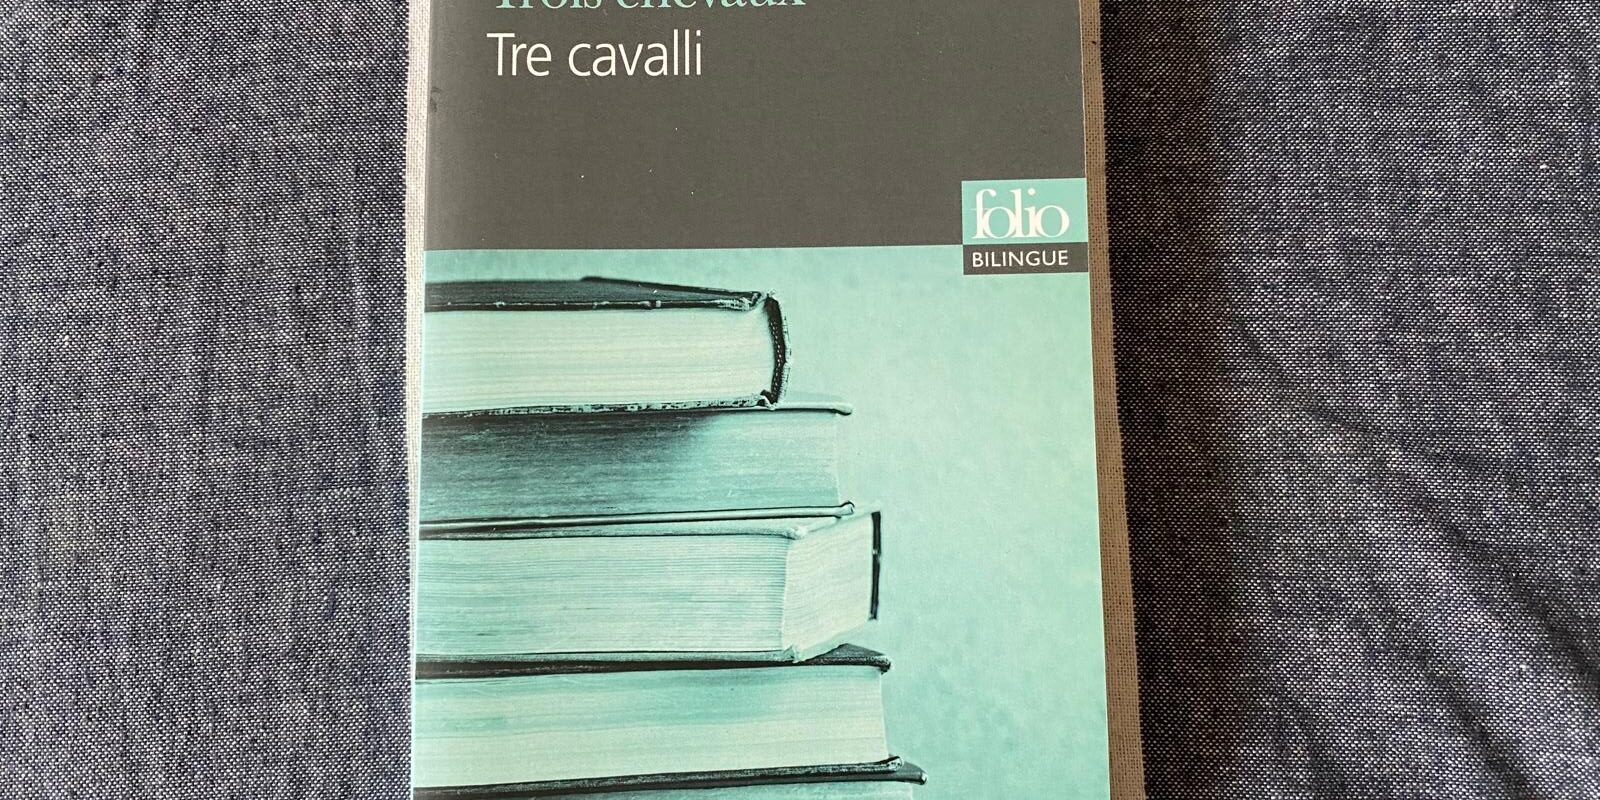 Trois chevaux
Tre cavalli
folio
BILINGUE